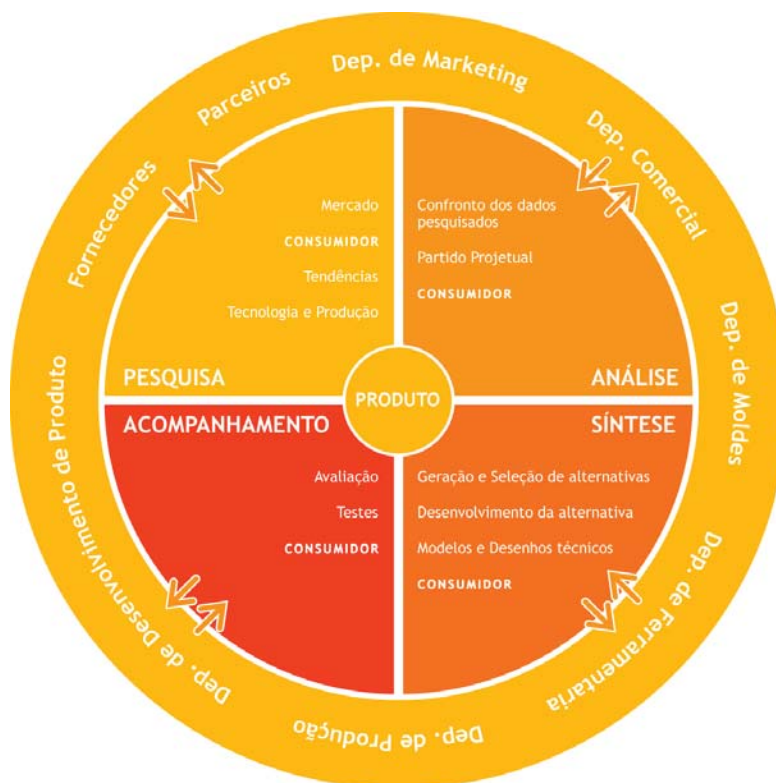 Dep. de Marketing
Dep. Comercial
Dep. de Moldes
Dep. de Ferramentaria
Dep. de Produção
Dep. de Desenvolvimento de Produto
Fornecedores
Parceiros
Mercado
CONSUMIDOR
Tendências
Tecnologia e Produção
PESQUISA
Confronto dos dados
pesquisados
Partido Projetual
CONSUMIDOR
ANÁLISE
PRODUTO
ACOMPANHAMENTO
Avaliação
Testes
CONSUMIDOR
SÍNTESE
Geração e Seleção de alternativas
Desenvolvimento da alternativa
Modelos e Desenhos técnicos
CONSUMIDOR